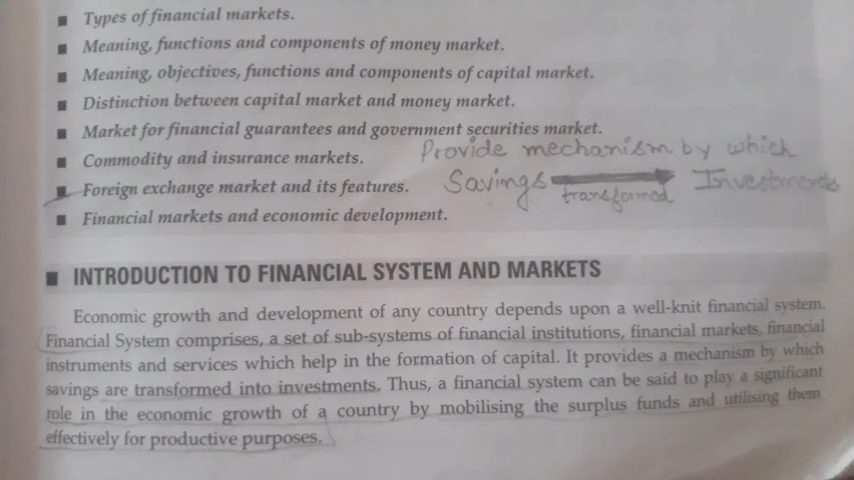 ■ Types of financial markets.
■ Meaning, functions and components of money market.
■ Meaning, objectives, functions and components of capital market.
■ Distinction between capital market and money market.
■ Market for financial guarantees and government securities market.
■ Commodity and insurance markets.
Provide mechanism by which
■ Foreign exchange market and its features.
Savings → Investments
transformed
■ Financial markets and economic development.
■ INTRODUCTION TO FINANCIAL SYSTEM AND MARKETS
Economic growth and development of any country depends upon a well-knit financial system.
Financial System comprises, a set of sub-systems of financial institutions, financial markets, financial
instruments and services which help in the formation of capital. It provides a mechanism by which
savings are transformed into investments. Thus, a financial system can be said to play a significant
role in the economic growth of a country by mobilising the surplus funds and utilising them
effectively for productive purposes.